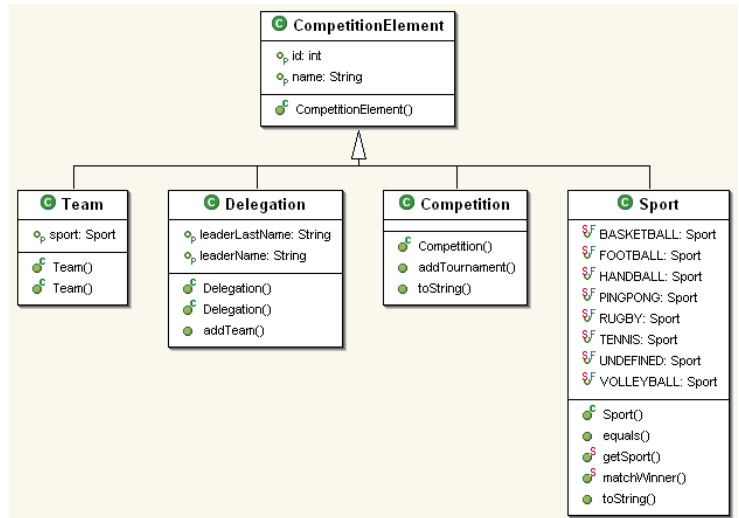 CompetitionElement
id: int
name: String
CompetitionElement()
Team
sport: Sport
Team()
Team()
Delegation
leaderLastName: String
leaderName: String
Delegation()
Delegation()
addTeam()
Competition
Competition()
addTournament()
toString()
Sport
BASKETBALL: Sport
FOOTBALL: Sport
HANDBALL: Sport
PINGPONG: Sport
RUGBY: Sport
TENNIS: Sport
UNDEFINED: Sport
VOLLEYBALL: Sport
Sport()
equals()
getSport()
matchWinner()
toString()